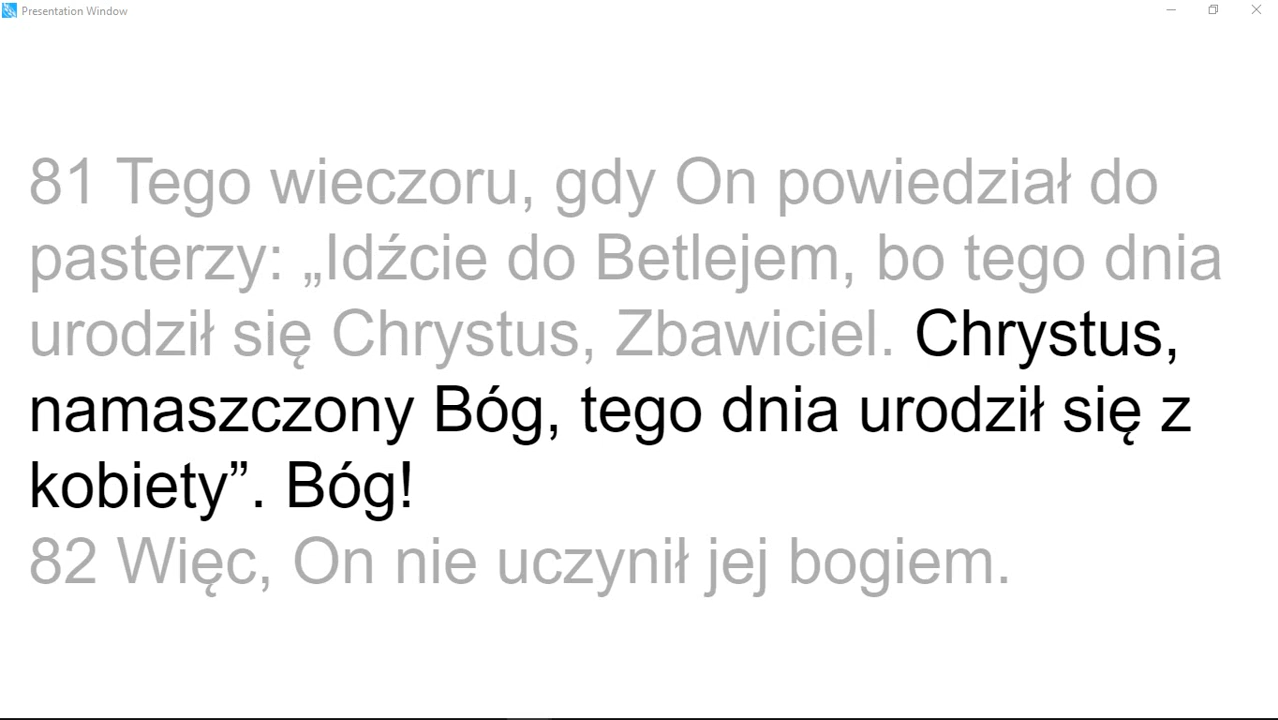 Presentation Window
81 Tego wieczoru, gdy On powiedział do
pasterzy: „Idźcie do Betlejem, bo tego dnia
urodził się Chrystus, Zbawiciel. Chrystus,
namaszczony Bóg, tego dnia urodził się z
kobiety”. Bóg!
82 Więc, On nie uczynił jej bogiem.